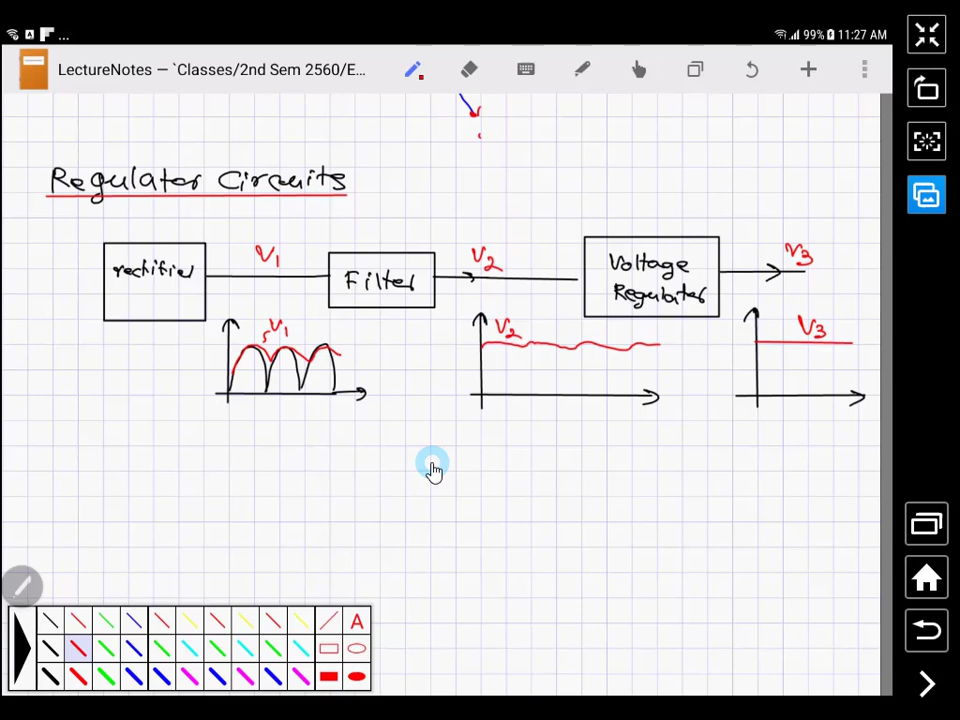 A ... 99% 11:27 AM
LectureNotes — `Classes/2nd Sem 2560/E...
Regulator Circuits
rectifier
V1
Filter
V2
Voltage
Regulator
V3
V1
V2
V3
A